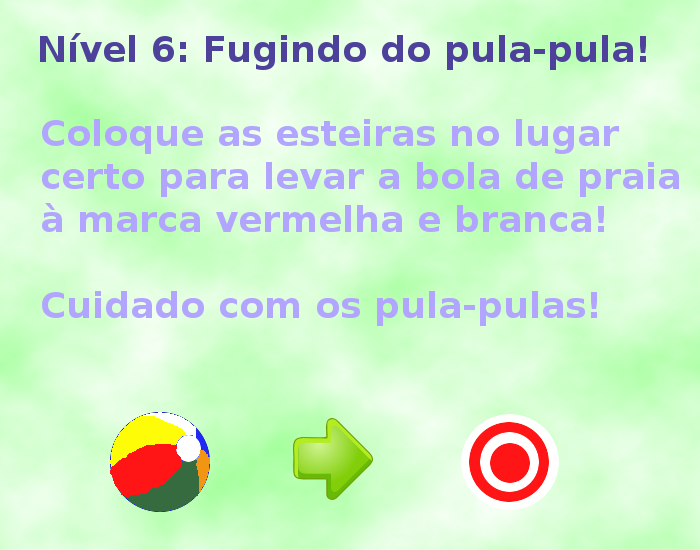 Nível 6: Fugindo do pula-pula!
Coloque as esteiras no lugar
certo para levar a bola de praia
à marca vermelha e branca!
Cuidado com os pula-pulas!